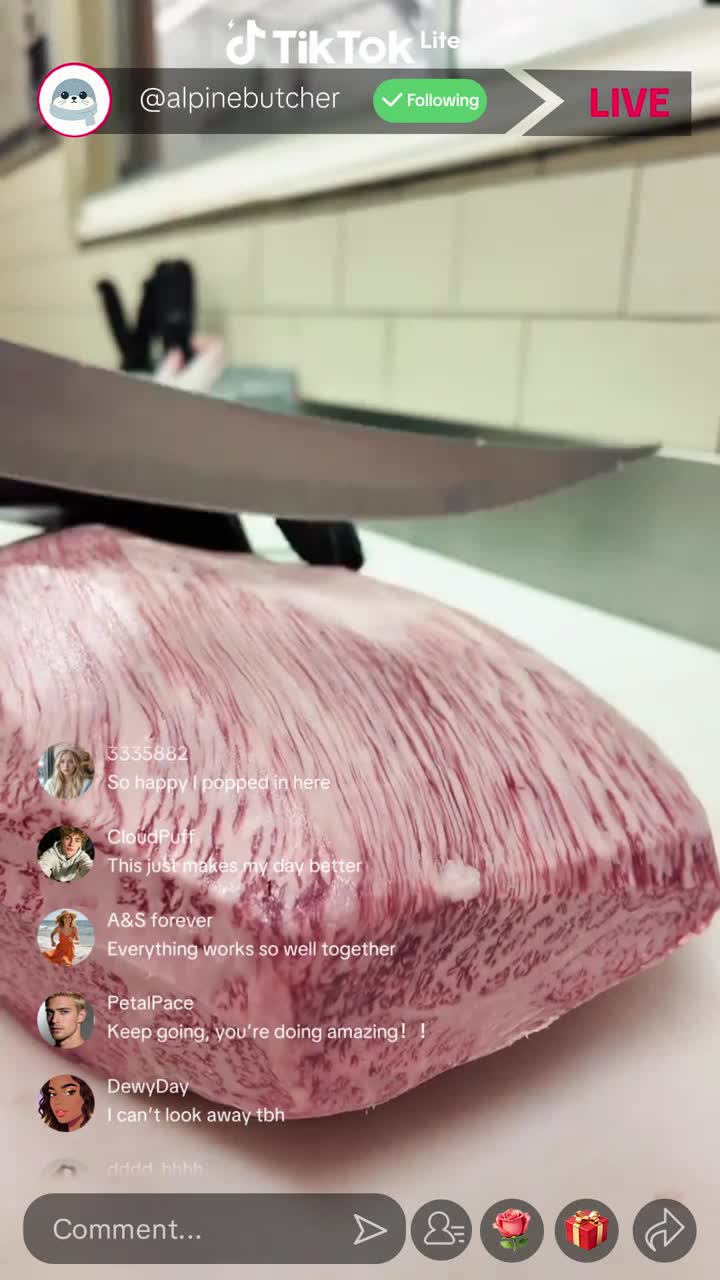 TikTok Lite
@alpinebutcher
Following
LIVE
3335882
So happy I popped in here
CloudPuff
This just makes my day better
A&S forever
Everything works so well together
PetalPace
Keep going, you’re doing amazing！！
DewyDay
I can’t look away tbh
dddd_hhhh
Comment...